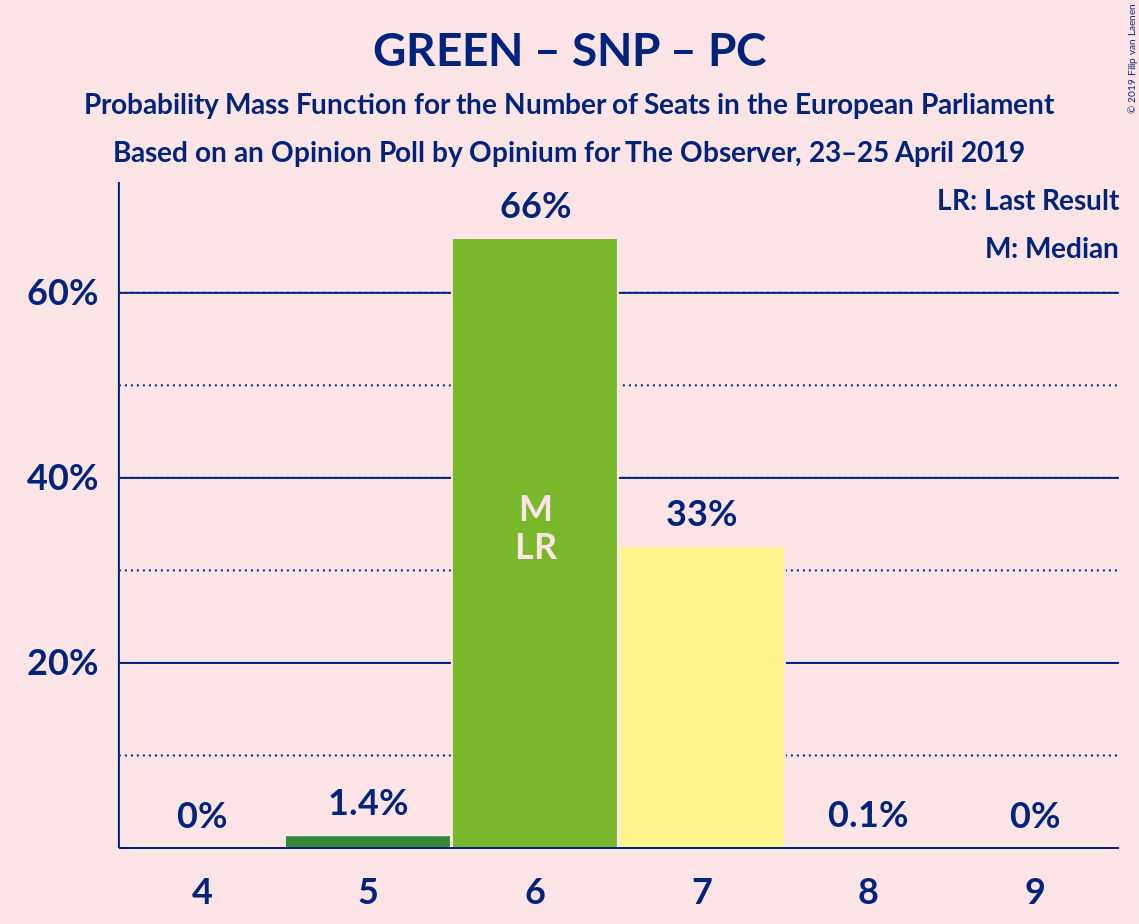 GREEN – SNP – PC
Probability Mass Function for the Number of Seats in the European Parliament
Based on an Opinion Poll by Opinium for The Observer, 23–25 April 2019
© 2019 Filip van Laenen
LR: Last Result
M: Median
60%
40%
20%
0%
1.4%
66%
M
LR
33%
0.1%
0%
4
5
6
7
8
9